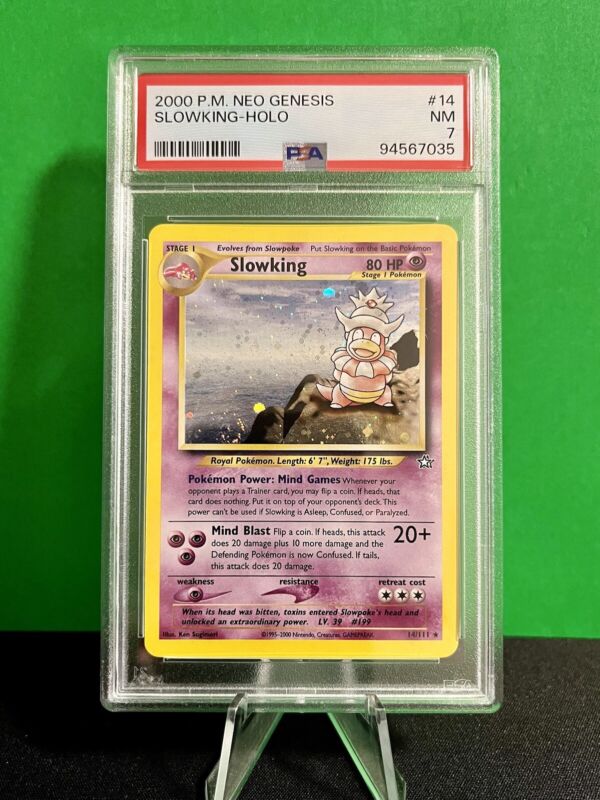 2000 P.M. NEO GENESIS #14
SLOWKING-HOLO NM
7
PSA 94567035
STAGE 1 Evolves from Slowpoke Put Slowking on the Basic Pokémon
Slowking 80 HP
Stage 1 Pokémon
Royal Pokémon. Length: 6' 7", Weight: 175 lbs.
Pokémon Power: Mind Games Whenever your
opponent plays a Trainer card, you may flip a coin. If heads, that
card does nothing. Put it on top of your opponent's deck. This
power can't be used if Slowking is Asleep, Confused, or Paralyzed.
Mind Blast Flip a coin. If heads, this attack 20+
does 20 damage plus 10 more damage and the
Defending Pokémon is now Confused. If tails,
this attack does 20 damage.
weakness resistance retreat cost
When its head was bitten, toxins entered Slowpoke's head and
unlocked an extraordinary power. LV. 39 #199
Illus. Ken Sugimori ©1995-2000 Nintendo, Creatures, GAMEFREAK. 14/111
PSA